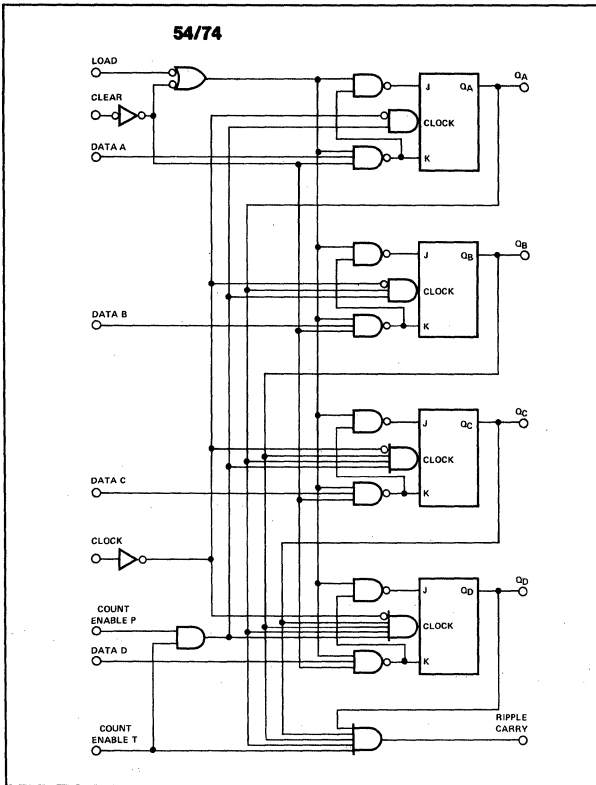 54/74
LOAD
CLEAR
DATA A
J QA
CLOCK
K
QA
DATA B
J QB
CLOCK
K
QB
DATA C
J QC
CLOCK
K
QC
CLOCK
COUNT
ENABLE P
DATA D
J QD
CLOCK
K
QD
COUNT
ENABLE T
RIPPLE
CARRY